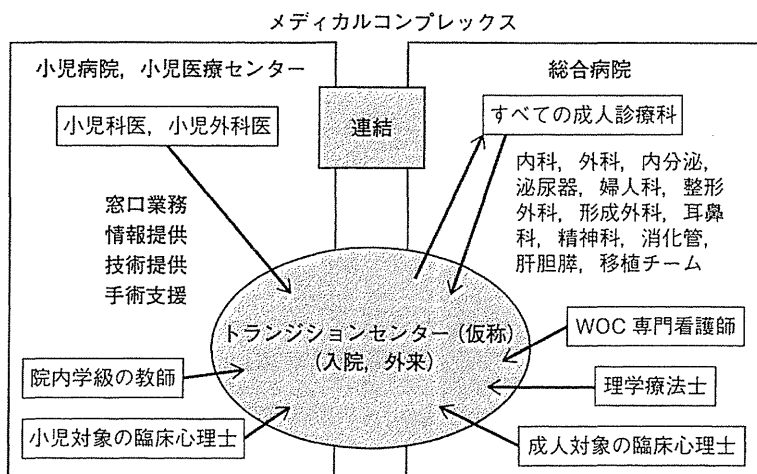 メディカルコンプレックス
小児病院，小児医療センター
総合病院
小児科医，小児外科医
連結
すべての成人診療科
内科，外科，内分泌，
泌尿器，婦人科，整形
外科，形成外科，耳鼻
科，精神科，消化管，
肝胆膵，移植チーム
窓口業務
情報提供
技術提供
手術支援
トランジションセンター（仮称）
（入院，外来）
WOC専門看護師
院内学級の教師
理学療法士
小児対象の臨床心理士
成人対象の臨床心理士